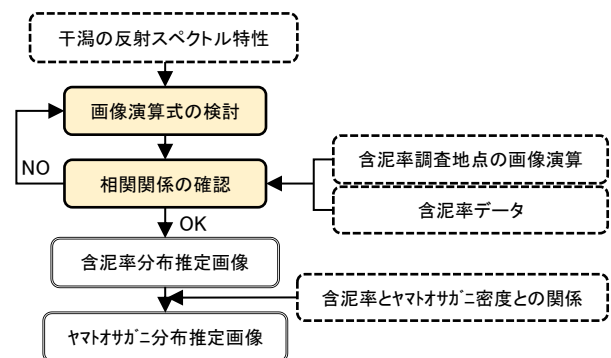 干潟の反射スペクトル特性
画像演算式の検討
NO
相関関係の確認
含泥率調査地点の画像演算
含泥率データ
OK
含泥率分布推定画像
含泥率とヤマトオサガニ密度との関係
ヤマトオサガニ分布推定画像